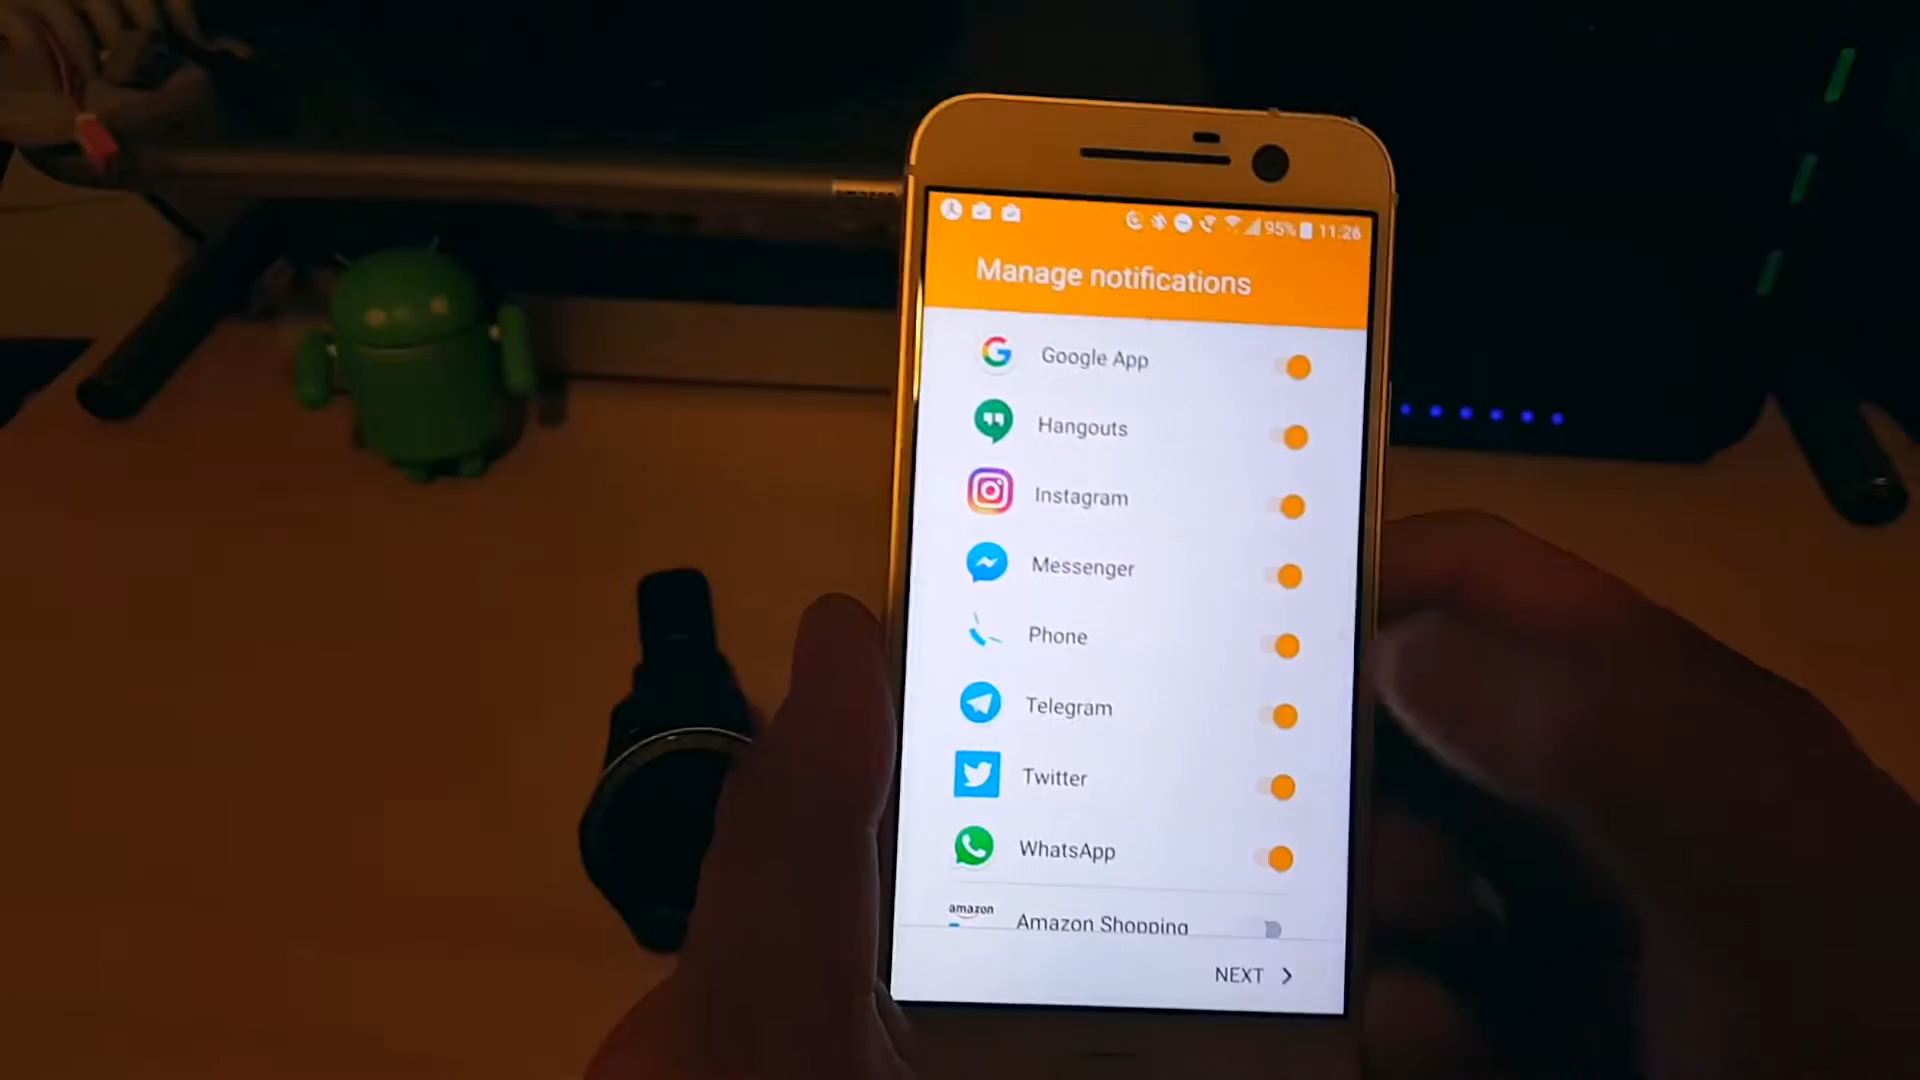 95% 11:26
Manage notifications
Google App
Hangouts
Instagram
Messenger
Phone
Telegram
Twitter
WhatsApp
amazon Amazon Shopping
NEXT